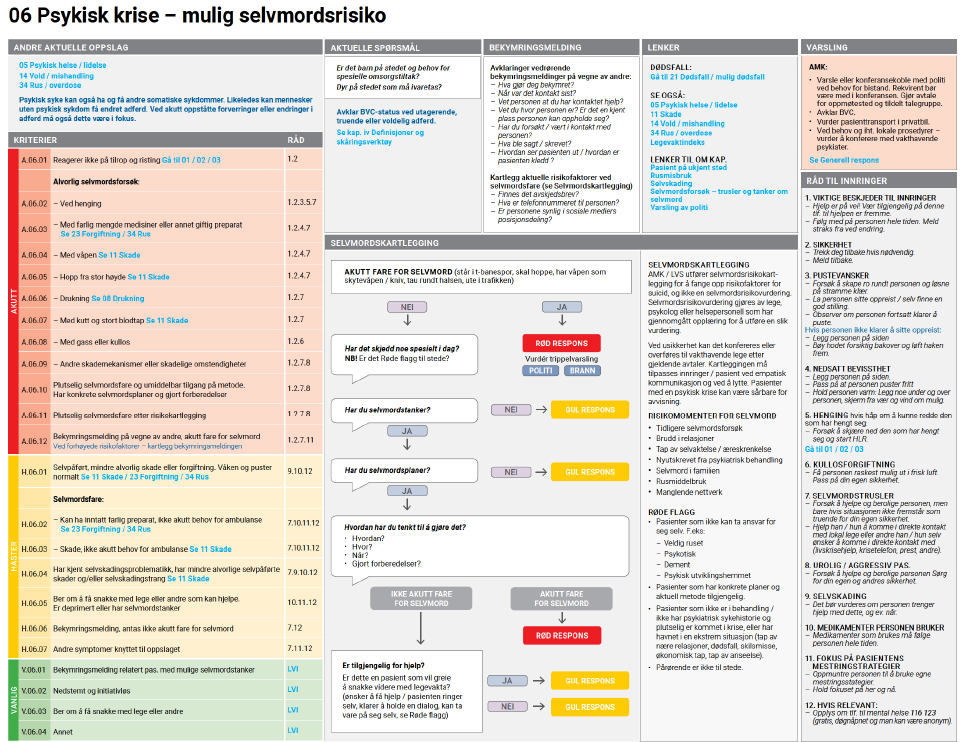 06 Psykisk krise – mulig selvmordsrisiko
ANDRE AKTUELLE OPPSLAG
05 Psykisk helse / lidelse
14 Vold / mishandling
34 Rus / overdose
Psykisk syke kan også ha og få andre somatiske sykdommer. Likeledes kan mennesker
uten psykisk sykdom få endret adferd. Ved akutt oppståtte forverringer eller endringer i
adferd må også dette være i fokus.
KRITERIER
RÅD
AKUTT
A.06.01 Reagerer ikke på tilrop og risting Gå til 01 / 02 / 03 1.2
Alvorlig selvmordsforsøk:
A.06.02 – Ved henging 1.2.3.5.7
A.06.03 – Med farlig mengde medisiner eller annet giftig preparat
Se 23 Forgiftning / 34 Rus 1.2.4.7
A.06.04 – Med våpen Se 11 Skade 1.2.4.7
A.06.05 – Hopp fra stor høyde Se 11 Skade 1.2.4.7
A.06.06 – Drukning Se 08 Drukning 1.2.7
A.06.07 – Med kutt og stort blodtap Se 11 Skade 1.2.7
A.06.08 – Med gass eller kullos 1.2.6
A.06.09 – Andre skademekanismer eller skadelige omstendigheter 1.2.7.8
A.06.10 Plutselig selvmordsfare og umiddelbar tilgang på metode.
Har konkrete selvmordsplaner og gjort forberedelser 1.2.7.8
A.06.11 Plutselig selvmordsfare etter risikokartlegging 1.2.7.8
A.06.12 Bekymringsmelding på vegne av andre, akutt fare for selvmord
Ved forhøyede risikofaktorer – kartlegg bekymringsmeldingen 1.2.7.11
HASTER
H.06.01 Selvpåført, mindre alvorlig skade eller forgiftning. Våken og puster
normalt Se 11 Skade / 23 Forgiftning / 34 Rus 9.10.12
Selvmordsfare:
H.06.02 – Kan ha inntatt farlig preparat, ikke akutt behov for ambulanse
Se 23 Forgiftning / 34 Rus 7.10.11.12
H.06.03 – Skade, ikke akutt behov for ambulanse Se 11 Skade 7.10.11.12
H.06.04 Har kjent selvskadingsproblematikk, har mindre alvorlige selvpåførte
skader og/eller selvskadingstrang Se 11 Skade 7.9.10.12
H.06.05 Ber om å få snakke med lege eller andre som kan hjelpe.
Er deprimert eller har selvmordstanker 10.11.12
H.06.06 Bekymringsmelding, antas ikke akutt fare for selvmord 7.12
H.06.07 Andre symptomer knyttet til oppslaget 7.11.12
VANLIG
V.06.01 Bekymringsmelding relatert pas. med mulige selvmordstanker LVI
V.06.02 Nedstemt og initiativløs LVI
V.06.03 Ber om å få snakke med lege eller andre LVI
V.06.04 Annet LVI
AKTUELLE SPØRSMÅL
Er det barn på stedet og behov for
spesielle omsorgstiltak?
Dyr på stedet som må ivaretas?
Avklar BVC-status ved utagerende,
truende eller voldelig adferd.
Se kap. iv Definisjoner og
skåringsverktøy
BEKYMRINGSMELDING
Avklaringer vedrørende
bekymringsmeldinger på vegne av andre:
– Hva gjør deg bekymret?
– Når var det kontakt sist?
– Vet personen at du har kontaktet hjelp?
– Vet du hvor personen er? Er det en kjent
plass personen kan oppholde seg?
– Har du forsøkt / vært i kontakt med
personen?
– Hva ble sagt / skrevet?
– Hvordan ser pasienten ut / hvordan er
pasienten kledd ?
Kartlegg aktuelle risikofaktorer ved
selvmordsfare (se Selvmordskartlegging)
– Finnes det avskjedsbrev?
– Hva er telefonnummeret til personen?
– Er personene synlig i sosiale mediers
posisjonsdeling?
LENKER
DØDSFALL:
Gå til 21 Dødsfall / mulig dødsfall
SE OGSÅ:
05 Psykisk helse / lidelse
11 Skade
14 Vold / mishandling
34 Rus / overdose
Legevaktindeks
LENKER TIL OM KAP.
Pasient på ukjent sted
Rusmisbruk
Selvskading
Selvmordsforsøk – trusler og tanker om
selvmord
Varsling av politi
SELVMORDSKARTLEGGING
AKUTT FARE FOR SELVMORD (står i t-banespor, skal hoppe, har våpen som
skytevåpen / kniv, tau rundt halsen, ute i trafikken)
NEI
JA
Har det skjedd noe spesielt i dag?
NB! Er det Røde flagg til stede?
RØD RESPONS
Vurdér trippelvarsling
POLITI
BRANN
Har du selvmordstanker?
NEI
GUL RESPONS
JA
Har du selvmordsplaner?
NEI
GUL RESPONS
JA
Hvordan har du tenkt til å gjøre det?
• Hvordan?
• Hvor?
• Når?
• Gjort forberedelser?
IKKE AKUTT FARE
FOR SELVMORD
AKUTT FARE
FOR SELVMORD
RØD RESPONS
Er tilgjengelig for hjelp?
Er dette en pasient som vil greie
å snakke videre med legevakta?
(ønsker å få hjelp / pasienten ringer
selv, klarer å holde en dialog, kan ta
vare på seg selv, se Røde flagg)
JA
GUL RESPONS
NEI
GUL RESPONS
SELVMORDSKARTLEGGING
AMK / LVS utfører selvmordsrisikokart-
legging for å fange opp risikofaktorer for
suicid, og ikke en selvmordsrisikovurdering.
Selvmordsrisikovurdering gjøres av lege,
psykolog eller helsepersonell som har
gjennomgått opplæring for å utføre en slik
vurdering.
Ved usikkerhet kan det konfereres eller
overføres til vakthavende lege etter
gjeldende avtaler. Kartleggingen må
tilpasses innringer / pasient ved empatisk
kommunikasjon og ved å lytte. Pasienter
med en psykisk krise kan være sårbare for
avvisning.
RISIKOMOMENTER FOR SELVMORD
• Tidligere selvmordsforsøk
• Brudd i relasjoner
• Tap av selvaktelse / æreskrenkelse
• Nyutskrevet fra psykiatrisk behandling
• Selvmord i familien
• Rusmiddelbruk
• Manglende nettverk
RØDE FLAGG
• Pasienter som ikke kan ta ansvar for
seg selv. F.eks:
– Veldig ruset
– Psykotisk
– Dement
– Psykisk utviklingshemmet
• Pasienter som har konkrete planer og
aktuell metode tilgjengelig.
• Pasienter som ikke er i behandling /
ikke har psykiatrisk sykehistorie og
plutselig er kommet i krise, eller har
havnet i en ekstrem situasjon (tap av
nære relasjoner, dødsfall, skilsmisse,
økonomisk tap, tap av anseelse).
• Pårørende er ikke til stede.
VARSLING
AMK:
• Varsle eller konferansekoble med politi
ved behov for bistand. Rekvirent bør
være med i konferansen. Gjør avtale
for oppmøtested og tildelt talegruppe.
• Avklar BVC.
• Vurder pasienttransport i privatbil.
• Ved behov og iht. lokale prosedyrer –
vurder å konferere med vakthavende
psykiater.
Se Generell respons
RÅD TIL INNRINGER
1. VIKTIGE BESKJEDER TIL INNRINGER
– Hjelp er på vei! Vær tilgjengelig på denne
tlf. til hjelpen er fremme.
– Følg med på personen hele tiden. Meld
straks fra ved endring.
2. SIKKERHET
– Trekk deg tilbake hvis nødvendig.
– Meld tilbake.
3. PUSTEVANSKER
– Forsøk å skape ro rundt personen og løsne
på stramme klær.
– La personen sitte oppreist / selv finne en
god stilling.
– Observer om personen fortsatt klarer å
puste.
Hvis personen ikke klarer å sitte oppreist:
– Legg personen på siden
– Bøy hodet forsiktig bakover og løft haken
frem.
4. NEDSATT BEVISSTHET
– Legg personen på siden.
– Pass på at personen puster fritt
– Hold personen varm: Legg noe under og over
personen, skjerm fra vær og vind om mulig.
5. HENGING hvis håp om å kunne redde den
som har hengt seg:
– Forsøk å skjære ned den som har hengt
seg og start HLR.
Gå til 01 / 02 / 03
6. KULLOSFORGIFTNING
– Få personen raskest mulig ut i frisk luft
Pass på din egen sikkerhet.
7. SELVMORDSTRUSLER
– Forsøk å hjelpe og berolige personen, men
bare hvis situasjonen ikke fremstår som
truende for din egen sikkerhet.
– Hjelp han / hun å komme i direkte kontakt
med lokal lege eller andre han / hun selv
ønsker å komme i direkte kontakt med
(livskrisehjelp, krisetelefon, prest, andre).
8. UROLIG / AGGRESSIV PAS.
– Forsøk å hjelpe og berolige personen Sørg
for din egen og andres sikkerhet.
9. SELVSKADING
– Det bør vurderes om personen trenger
hjelp med dette, og ev. når.
10. MEDIKAMENTER PERSONEN BRUKER
– Medikamenter som brukes må følge
personen hele tiden.
11. FOKUS PÅ PASIENTENS
MESTRINGSTRATEGIER
– Oppmuntre personen til å bruke egne
mestringsstrategier.
– Hold fokuset på her og nå.
12. HVIS RELEVANT:
– Opplys om tlf. til mental helse 116 123
(gratis, døgnåpnet og man kan være anonym).